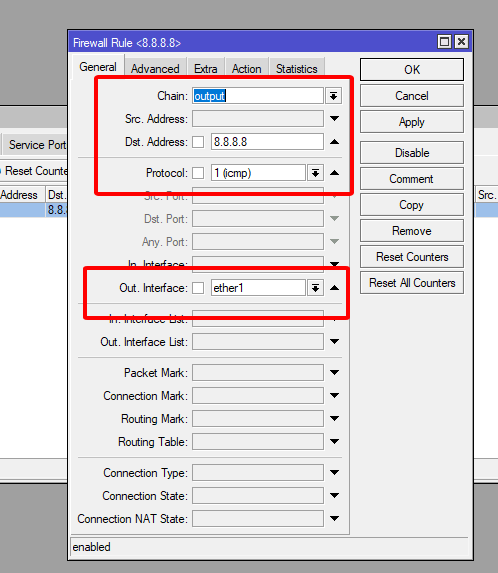 Firewall Rule <8.8.8.8>
General Advanced Extra Action Statistics
Chain: output
Src. Address:
Dst. Address: 8.8.8.8
Protocol: 1 (icmp)
Src. Port:
Dst. Port:
Any. Port:
In. Interface:
Out. Interface: ether1
In. Interface List:
Out. Interface List:
Packet Mark:
Connection Mark:
Routing Mark:
Routing Table:
Connection Type:
Connection State:
Connection NAT State:
enabled
OK
Cancel
Apply
Disable
Comment
Copy
Remove
Reset Counters
Reset All Counters
Service Port
Reset Counte
Address Dst.
8.8.8
Src.